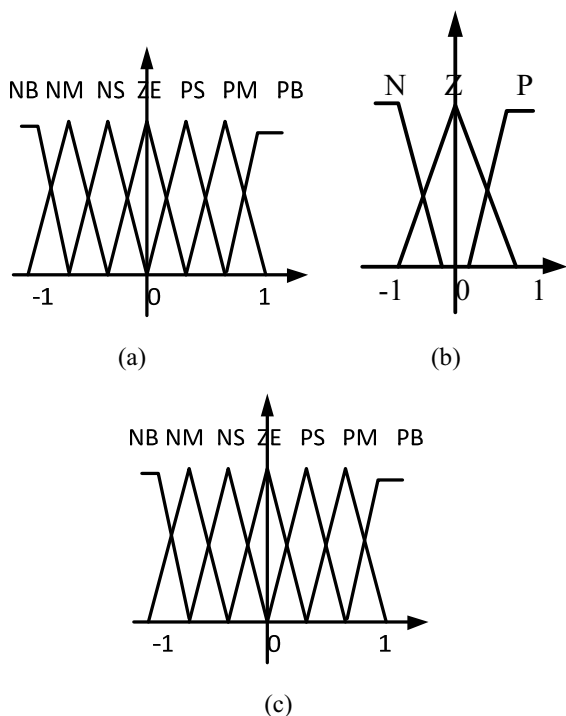 NB NM NS ZE PS PM PB
-1 0 1
(a)
N Z P
-1 0 1
(b)
NB NM NS ZE PS PM PB
-1 0 1
(c)